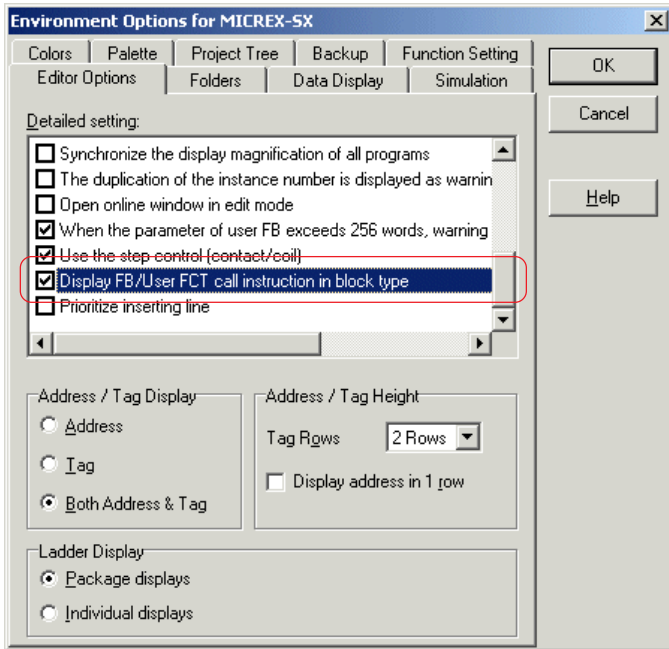 Environment Options for MICREX-SX
Colors Palette Project Tree Backup Function Setting
Editor Options Folders Data Display Simulation
OK
Cancel
Help
Detailed setting:
Synchronize the display magnification of all programs
The duplication of the instance number is displayed as warnin
Open online window in edit mode
When the parameter of user FB exceeds 256 words, warning
Use the step control (contact/coil)
Display FB/User FCT call instruction in block type
Prioritize inserting line
Address / Tag Display
Address
Tag
Both Address & Tag
Address / Tag Height
Tag Rows 2 Rows
Display address in 1 row
Ladder Display
Package displays
Individual displays